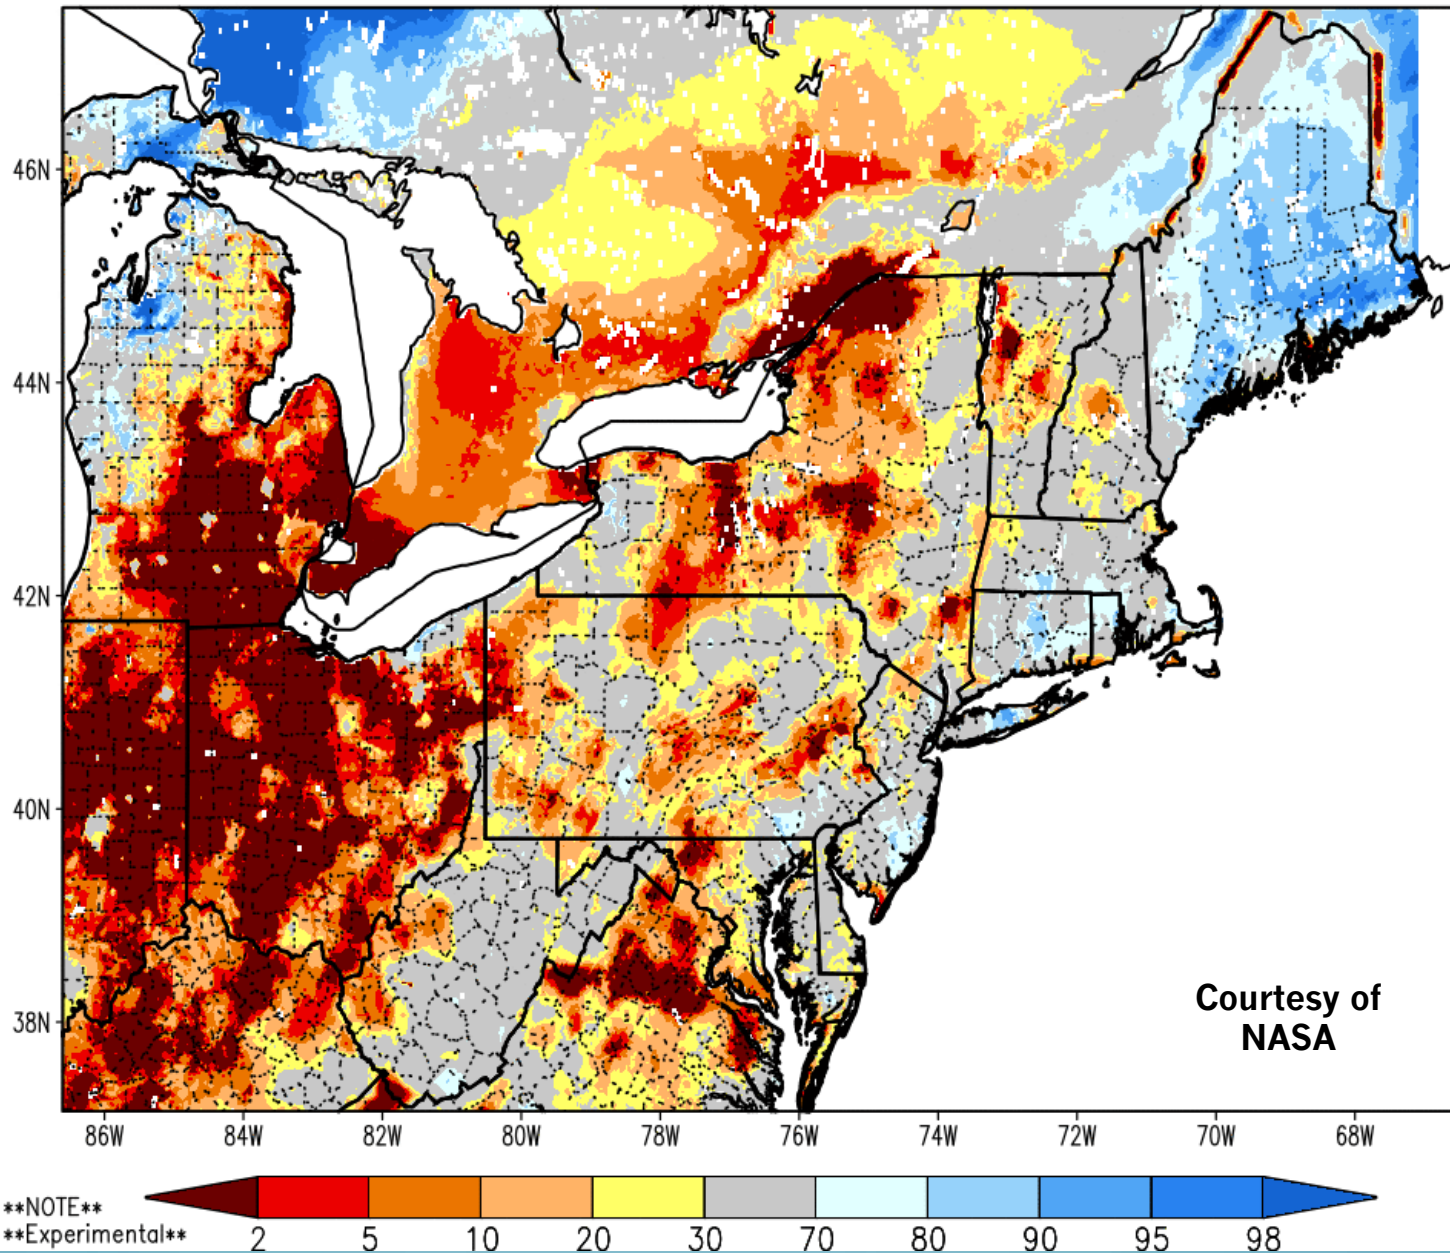 46N
44N
42N
40N
38N
Courtesy of
NASA
86W 84W 82W 80W 78W 76W 74W 72W 70W 68W
**NOTE**
**Experimental** 2 5 10 20 30 70 80 90 95 98